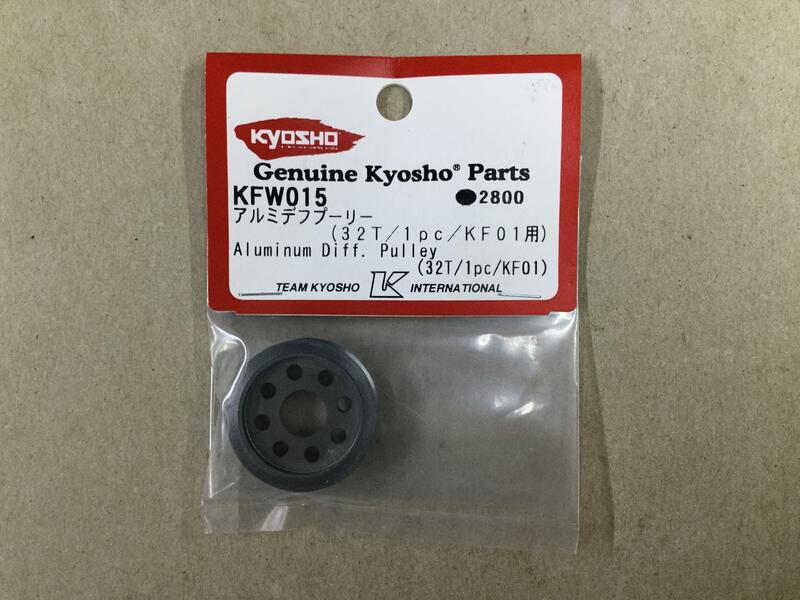 KYOSHO
Genuine Kyosho® Parts
KFW015 ●2800
アルミデフプーリー
(32T/1pc/KF01用)
Aluminum Diff. Pulley
(32T/1pc/KF01)
TEAM KYOSHO K INTERNATIONAL